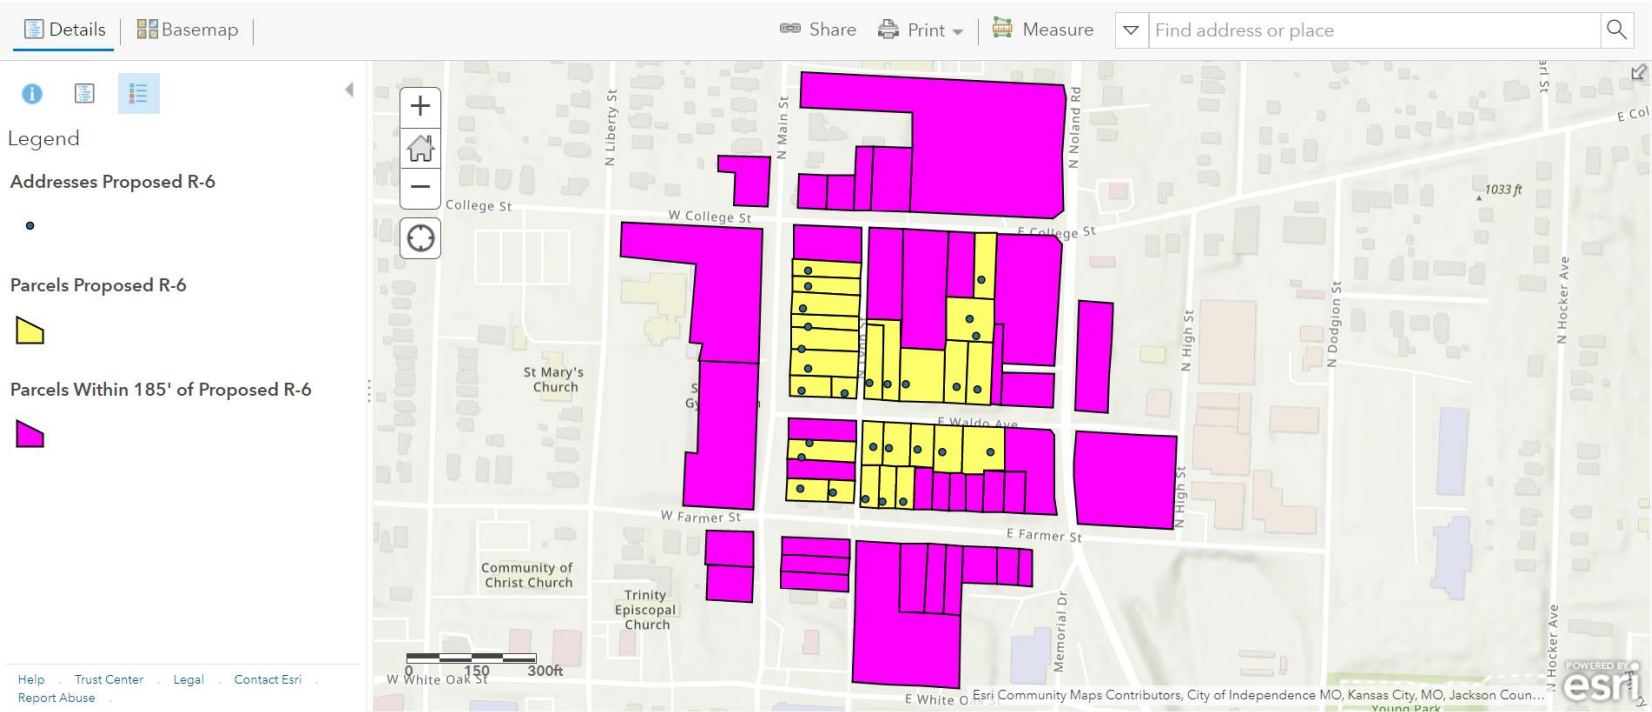 Details
Basemap
Share
Print
Measure
Find address or place
Legend
Addresses Proposed R-6
Parcels Proposed R-6
Parcels Within 185' of Proposed R-6
Help . Trust Center . Legal . Contact Esri .
Report Abuse .
N Liberty St
N Main St
N Noland Rd
E Col
College St
W College St
E College St
1033 ft
N High St
N Dodgion St
N Hocker Ave
St Mary's
Church
E Waldo Ave
W Farmer St
E Farmer St
N High St
Community of
Christ Church
Trinity
Episcopal
Church
Memorial Dr
N Hocker Ave
0 150 300ft
W White Oak St
E White O
Esri Community Maps Contributors, City of Independence MO, Kansas City, MO, Jackson Coun...
Young Park
POWERED BY
esri